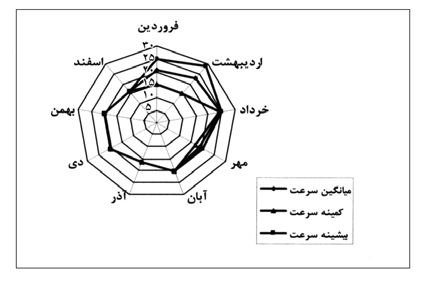 فروردین
۳۰
۲۵
۲۰
۱۵
۱۰
۵
اردیبهشت
خرداد
مهر
آبان
آذر
دی
بهمن
اسفند
میانگین سرعت
کمینه سرعت
بیشینه سرعت